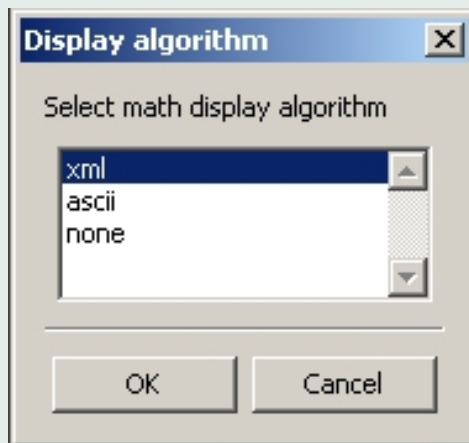 Display algorithm
Select math display algorithm
xml
ascii
none
OK
Cancel